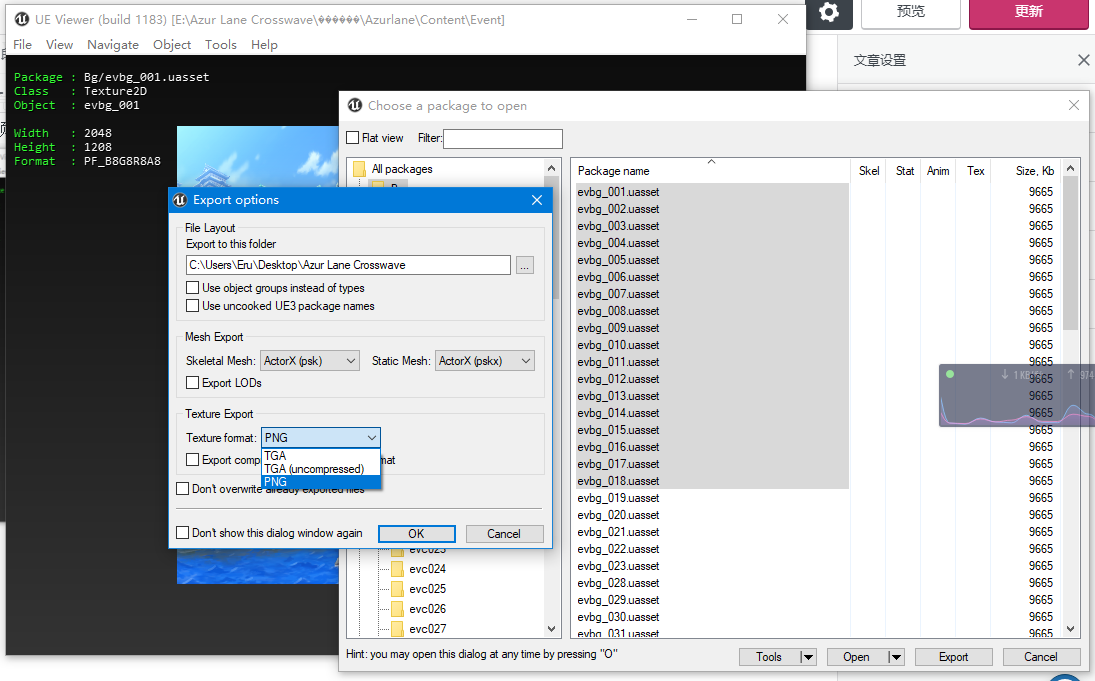 UE Viewer (build 1183) [E:\Azur Lane Crosswave\������\Azurlane\Content\Event]
预览
更新
File View Navigate Object Tools Help
文章设置
Package : Bg/evbg_001.uasset
Class : Texture2D
Object : evbg_001
Width : 2048
Height : 1208
Format : PF_B8G8R8A8
Choose a package to open
Flat view Filter:
All packages
Package name Skel Stat Anim Tex Size, Kb
evbg_001.uasset 9665
evbg_002.uasset 9665
evbg_003.uasset 9665
evbg_004.uasset 9665
evbg_005.uasset 9665
evbg_006.uasset 9665
evbg_007.uasset 9665
evbg_008.uasset 9665
evbg_009.uasset 9665
evbg_010.uasset 9665
evbg_011.uasset 9665
evbg_012.uasset 9665
evbg_013.uasset 9665
evbg_014.uasset 9665
evbg_015.uasset 9665
evbg_016.uasset 9665
evbg_017.uasset 9665
evbg_018.uasset 9665
evbg_019.uasset 9665
evbg_020.uasset 9665
evbg_021.uasset 9665
evbg_022.uasset 9665
evbg_023.uasset 9665
evbg_028.uasset 9665
evbg_029.uasset 9665
evbg_030.uasset 9665
evbg_031.uasset 9665
Export options
File Layout
Export to this folder
C:\Users\Eru\Desktop\Azur Lane Crosswave
...
Use object groups instead of types
Use uncooked UE3 package names
Mesh Export
Skeletal Mesh: ActorX (psk) Static Mesh: ActorX (pskx)
Export LODs
Texture Export
Texture format: PNG
TGA
TGA (uncompressed)
PNG
Export
Don't overwrite already exported files
Don't show this dialog window again OK Cancel
evc023
evc024
evc025
evc026
evc027
Hint: you may open this dialog at any time by pressing "O"
Tools Open Export Cancel